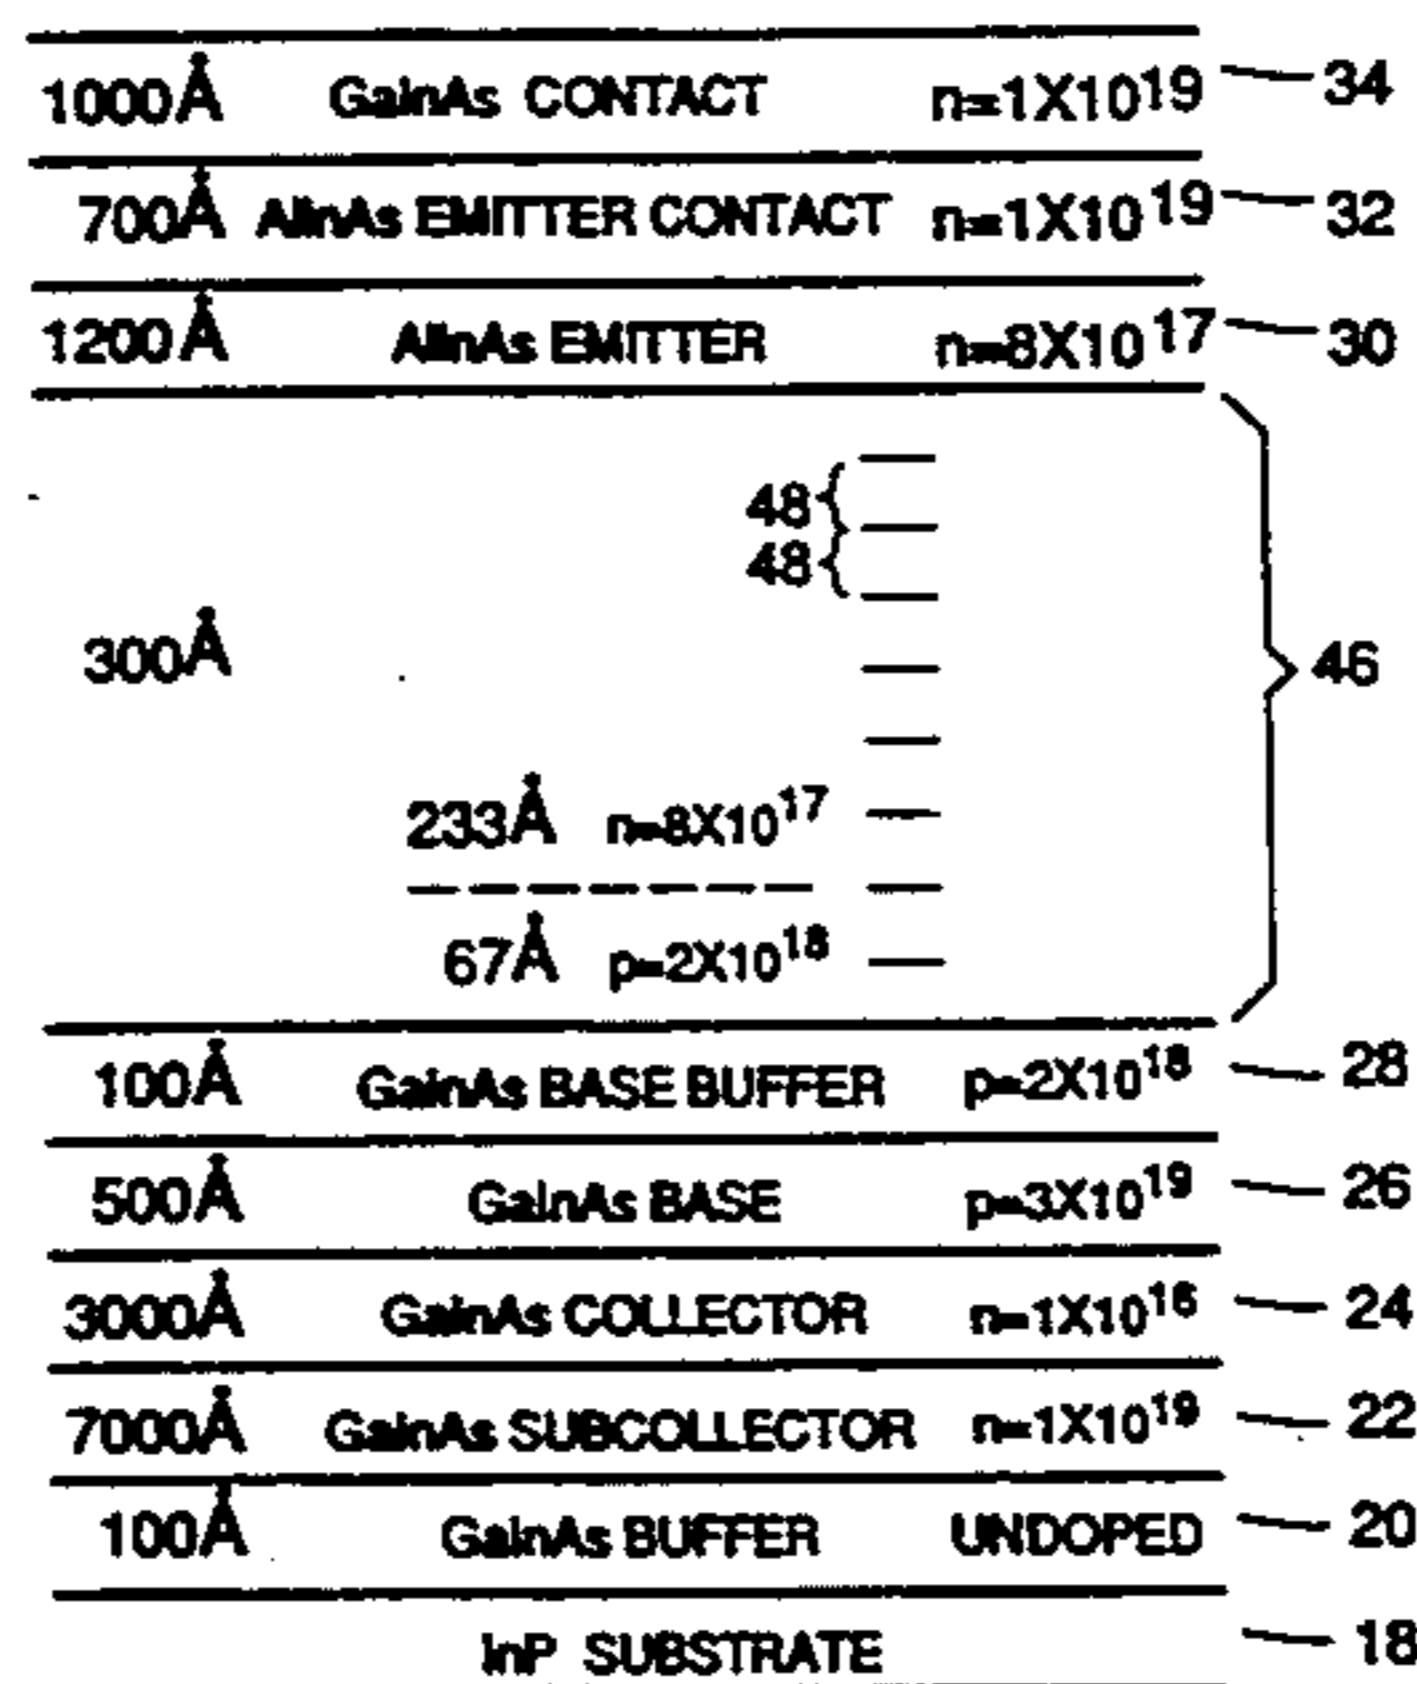 1000Å GaInAs CONTACT n=1X10^19 34
700Å AlInAs EMITTER CONTACT n=1X10^19 32
1200Å AlInAs EMITTER n=8X10^17 30
48
48
300Å 46
233Å n=8X10^17
67Å p=2X10^18
100Å GaInAs BASE BUFFER p=2X10^18 28
500Å GaInAs BASE p=3X10^19 26
3000Å GaInAs COLLECTOR n=1X10^16 24
7000Å GaInAs SUBCOLLECTOR n=1X10^19 22
100Å GaInAs BUFFER UNDOPED 20
InP SUBSTRATE 18